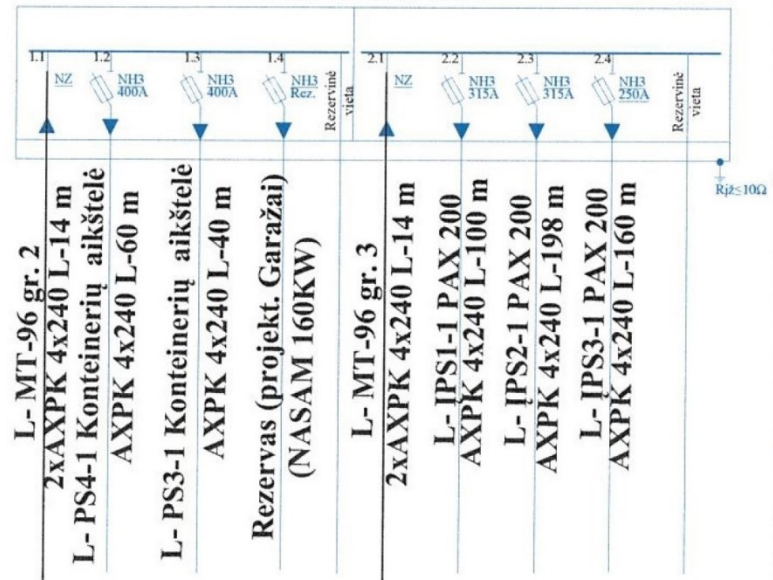 1.1
NZ
1.2
NH3
400A
1.3
NH3
400A
1.4
NH3
Rez.
Rezervinė
vieta
2.1
NZ
2.2
NH3
315A
2.3
NH3
315A
2.4
NH3
250A
Rezervinė
vieta
Rįž≤10Ω
L- MT-96 gr. 2
2xAXPK 4x240 L-14 m
L- PS4-1 Konteinerių aikštelė
AXPK 4x240 L-60 m
L- PS3-1 Konteinerių aikštelė
AXPK 4x240 L-40 m
Rezervas (projekt. Garažai)
(NASAM 160KW)
L- MT-96 gr. 3
2xAXPK 4x240 L-14 m
L- ĮPS1-1 PAX 200
AXPK 4x240 L-100 m
L- ĮPS2-1 PAX 200
AXPK 4x240 L-198 m
L- ĮPS3-1 PAX 200
AXPK 4x240 L-160 m